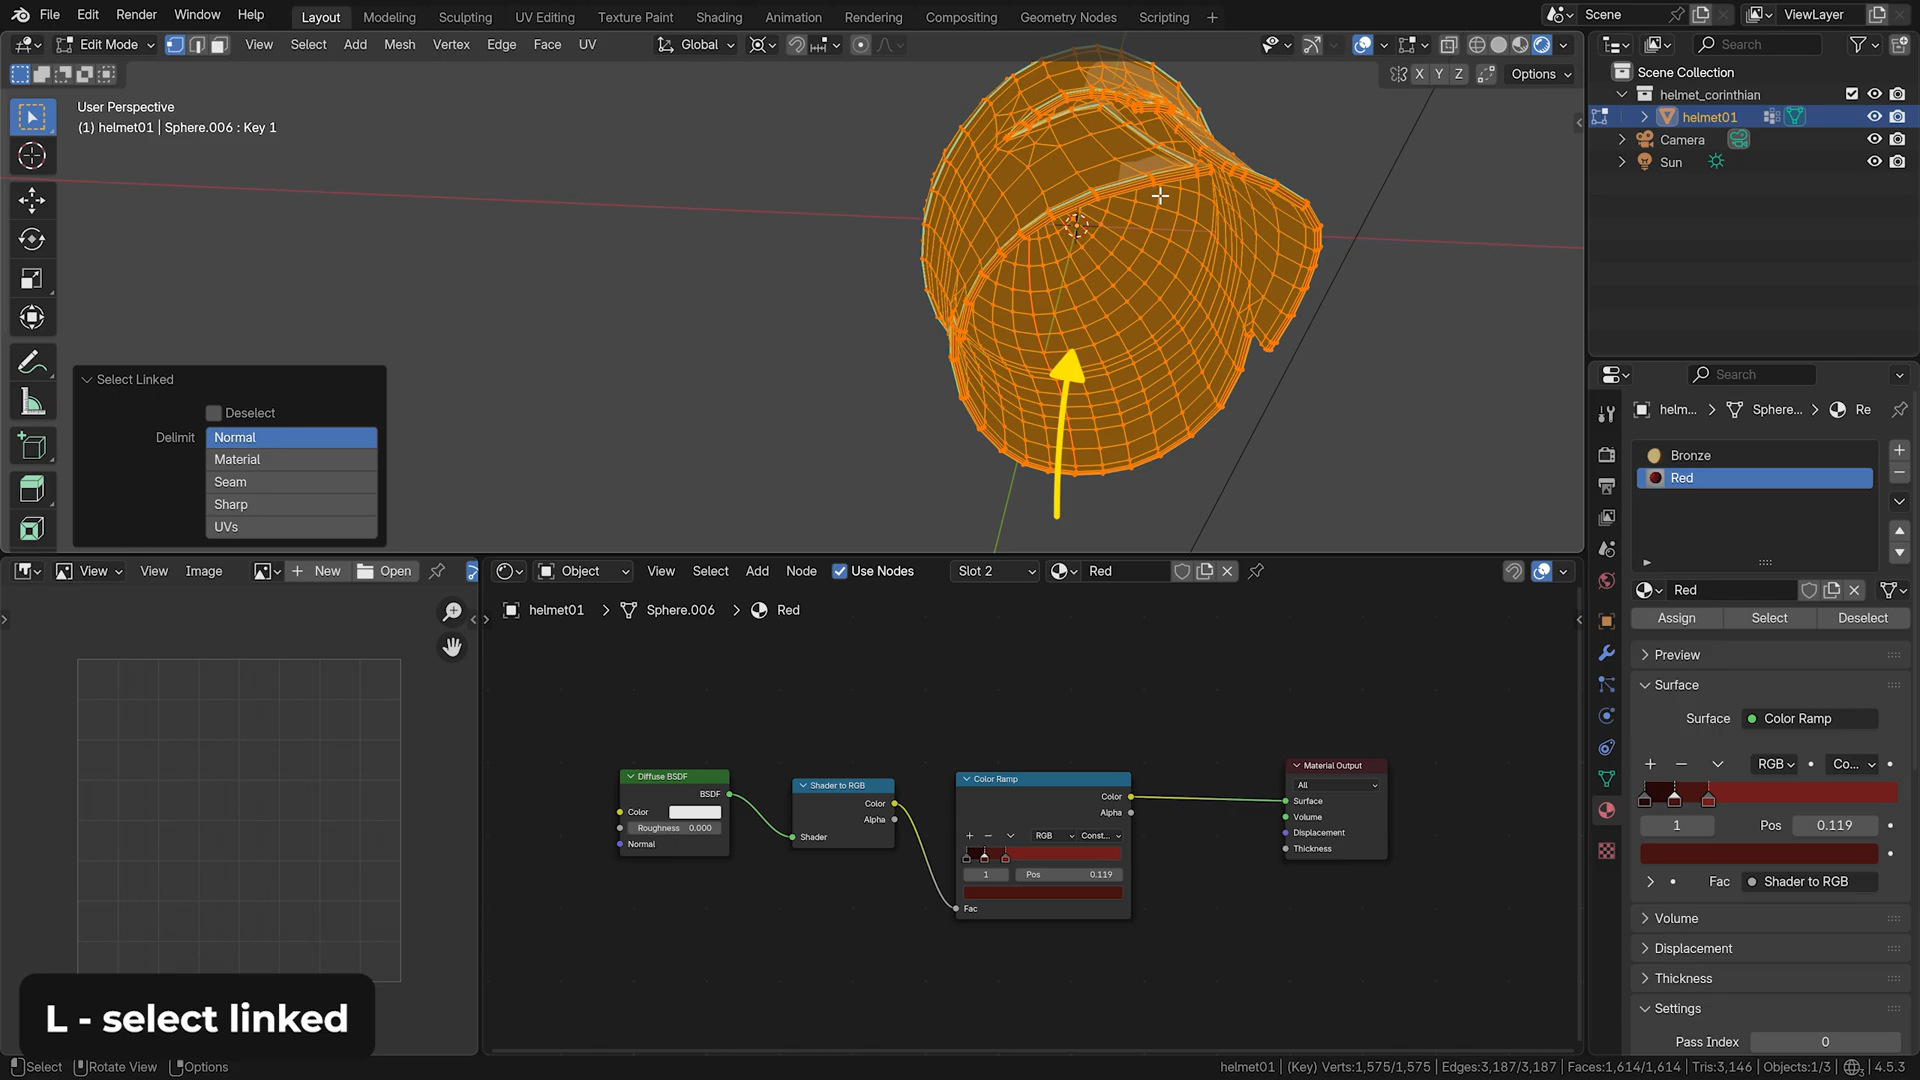 File Edit Render Window Help
Layout Modeling Sculpting UV Editing Texture Paint Shading Animation Rendering Compositing Geometry Nodes Scripting
Scene
ViewLayer
Edit Mode View Select Add Mesh Vertex Edge Face UV
Global
X Y Z Options
User Perspective
(1) helmet01 | Sphere.006 : Key 1
Select Linked
Deselect
Delimit Normal
Material
Seam
Sharp
UVs
Search
Scene Collection
helmet_corinthian
helmet01
Camera
Sun
Search
helm... Sphere... Re
Bronze
Red
Red
Assign Select Deselect
Preview
Surface
Surface Color Ramp
RGB Co...
1 Pos 0.119
Fac Shader to RGB
Volume
Displacement
Thickness
Settings
Pass Index 0
View View Image New Open
Object View Select Add Node Use Nodes Slot 2 Red
helmet01 Sphere.006 Red
Diffuse BSDF
BSDF
Color
Roughness 0.000
Normal
Shader to RGB
Color
Alpha
Shader
Color Ramp
Color
Alpha
RGB Const...
1 Pos 0.119
Fac
Material Output
All
Surface
Volume
Displacement
Thickness
L - select linked
Select Rotate View Options
helmet01 | (Key) Verts:1,575/1,575 | Edges:3,187/3,187 | Faces:1,614/1,614 | Tris:3,146 | Objects:1/3 | 4.5.3